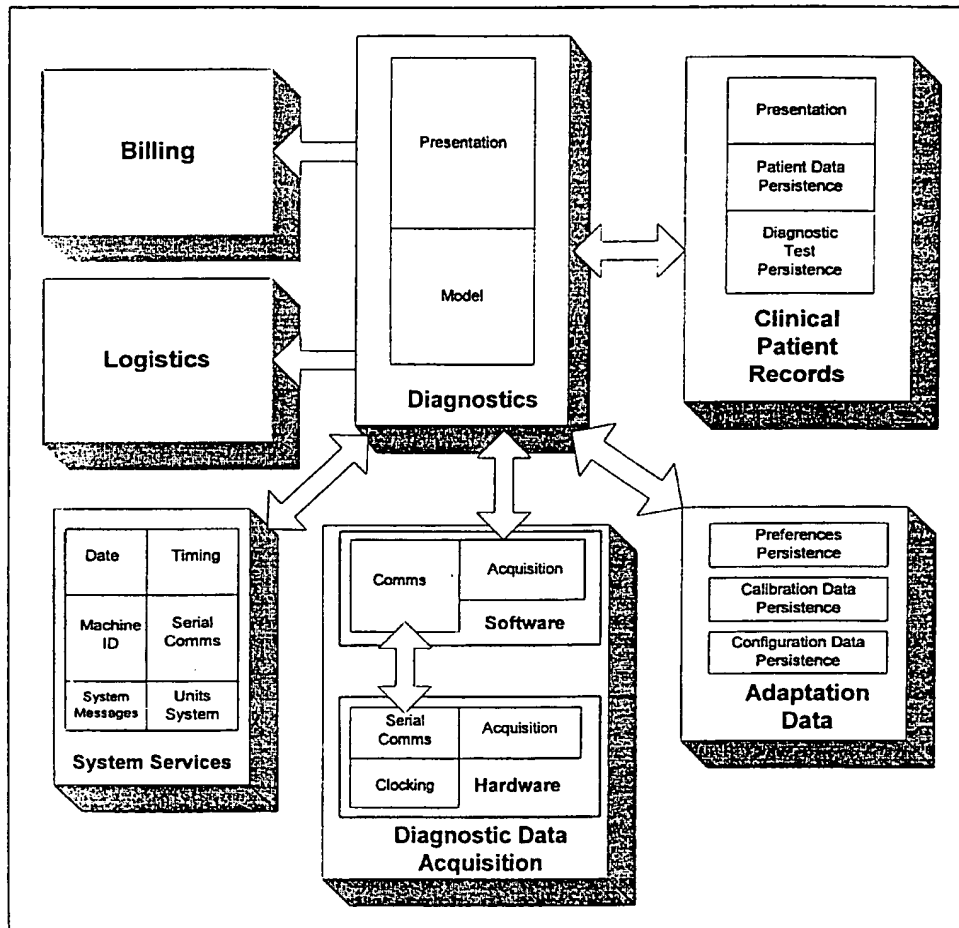 Billing
Logistics
Presentation
Model
Diagnostics
Presentation
Patient Data
Persistence
Diagnostic
Test
Persistence
Clinical
Patient
Records
Date
Timing
Machine
ID
Serial
Comms
System
Messages
Units
System
System Services
Comms
Acquisition
Software
Serial
Comms
Acquisition
Clocking
Hardware
Diagnostic Data
Acquisition
Preferences
Persistence
Calibration Data
Persistence
Configuration Data
Persistence
Adaptation
Data